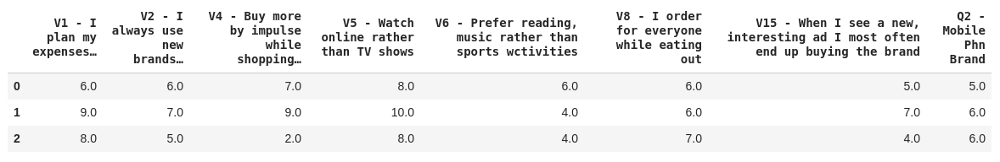 V1 - I plan my expenses… V2 - I always use new brands… V4 - Buy more by impulse while shopping… V5 - Watch online rather than TV shows V6 - Prefer reading, music rather than sports wctivities V8 - I order for everyone while eating out V15 - When I see a new, interesting ad I most often end up buying the brand Q2 - Mobile Phn Brand
0 6.0 6.0 7.0 8.0 6.0 6.0 5.0 5.0
1 9.0 7.0 9.0 10.0 4.0 6.0 7.0 6.0
2 8.0 5.0 2.0 8.0 4.0 7.0 4.0 6.0